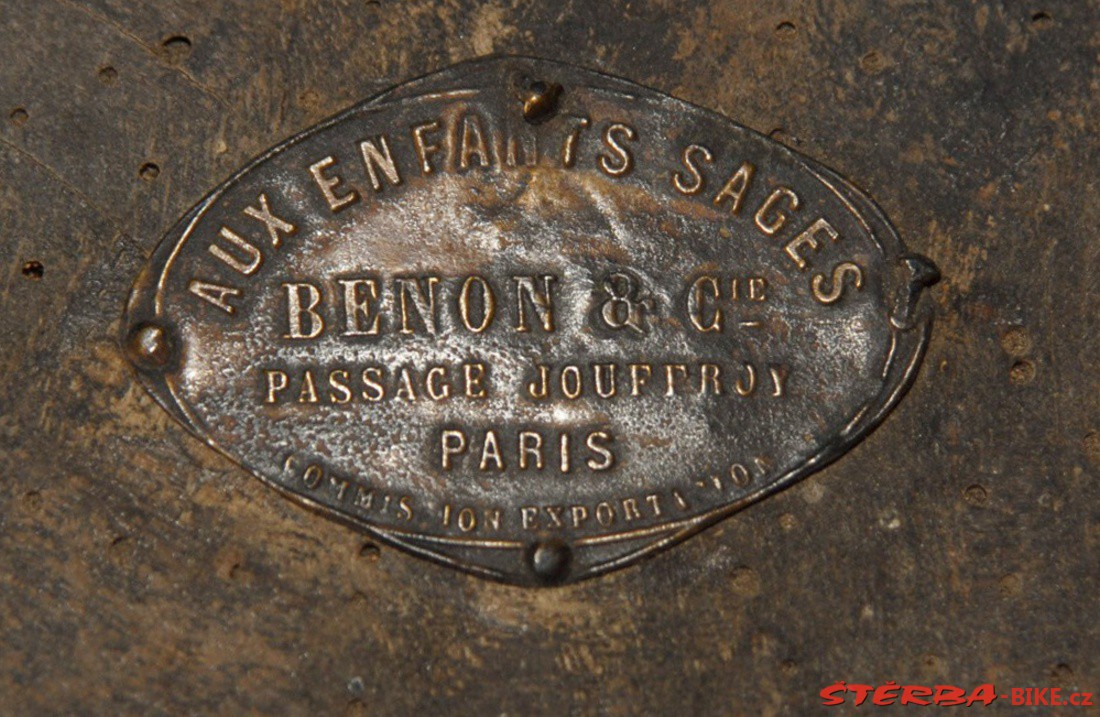 AUX ENFANTS SAGES
BENON & CIE
PASSAGE JOUFFROY
PARIS
COMMISSION EXPORTATION
ŠTĚRBA-BIKE.cz